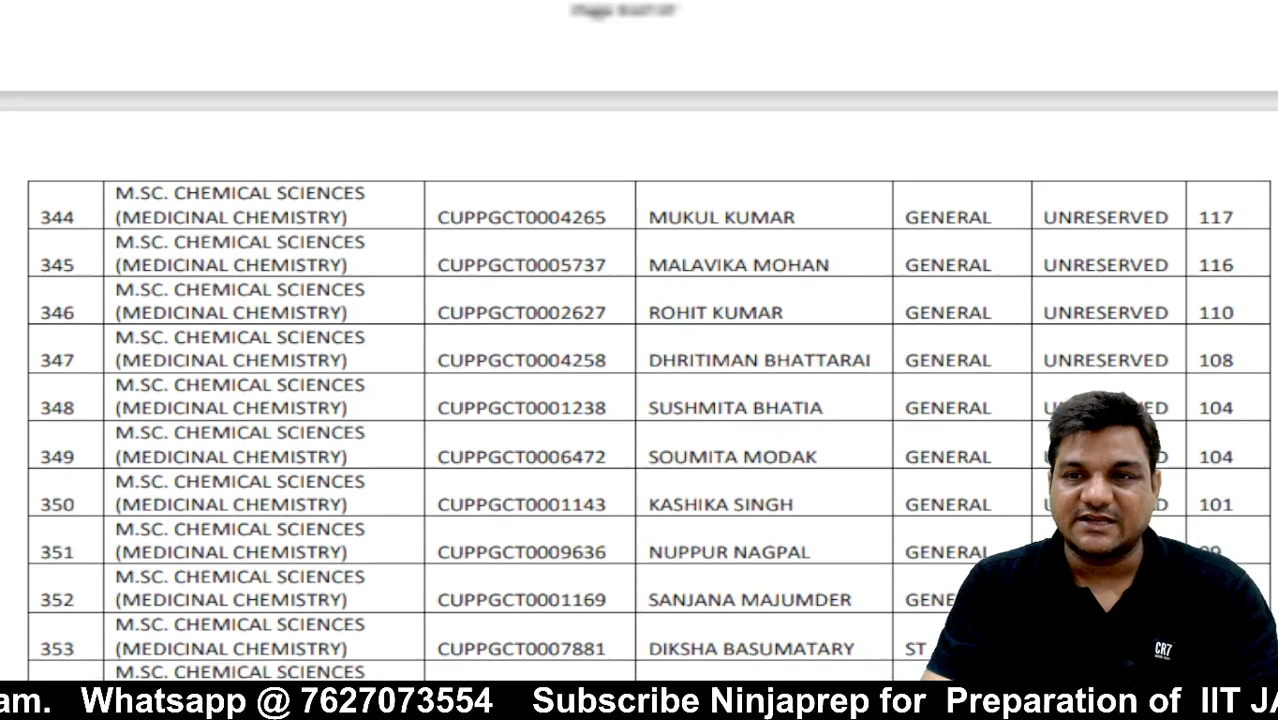 M.SC. CHEMICAL SCIENCES
344 (MEDICINAL CHEMISTRY) CUPPGCT0004265 MUKUL KUMAR GENERAL UNRESERVED 117
M.SC. CHEMICAL SCIENCES
345 (MEDICINAL CHEMISTRY) CUPPGCT0005737 MALAVIKA MOHAN GENERAL UNRESERVED 116
M.SC. CHEMICAL SCIENCES
346 (MEDICINAL CHEMISTRY) CUPPGCT0002627 ROHIT KUMAR GENERAL UNRESERVED 110
M.SC. CHEMICAL SCIENCES
347 (MEDICINAL CHEMISTRY) CUPPGCT0004258 DHRITIMAN BHATTARAI GENERAL UNRESERVED 108
M.SC. CHEMICAL SCIENCES
348 (MEDICINAL CHEMISTRY) CUPPGCT0001238 SUSHMITA BHATIA GENERAL 104
M.SC. CHEMICAL SCIENCES
349 (MEDICINAL CHEMISTRY) CUPPGCT0006472 SOUMITA MODAK GENERAL 104
M.SC. CHEMICAL SCIENCES
350 (MEDICINAL CHEMISTRY) CUPPGCT0001143 KASHIKA SINGH GENERAL 101
M.SC. CHEMICAL SCIENCES
351 (MEDICINAL CHEMISTRY) CUPPGCT0009636 NUPPUR NAGPAL GENERAL
M.SC. CHEMICAL SCIENCES
352 (MEDICINAL CHEMISTRY) CUPPGCT0001169 SANJANA MAJUMDER GENE
M.SC. CHEMICAL SCIENCES
353 (MEDICINAL CHEMISTRY) CUPPGCT0007881 DIKSHA BASUMATARY ST
M.SC. CHEMICAL SCIENCES
CR7
am. Whatsapp @ 7627073554 Subscribe Ninjaprep for Preparation of IIT JA